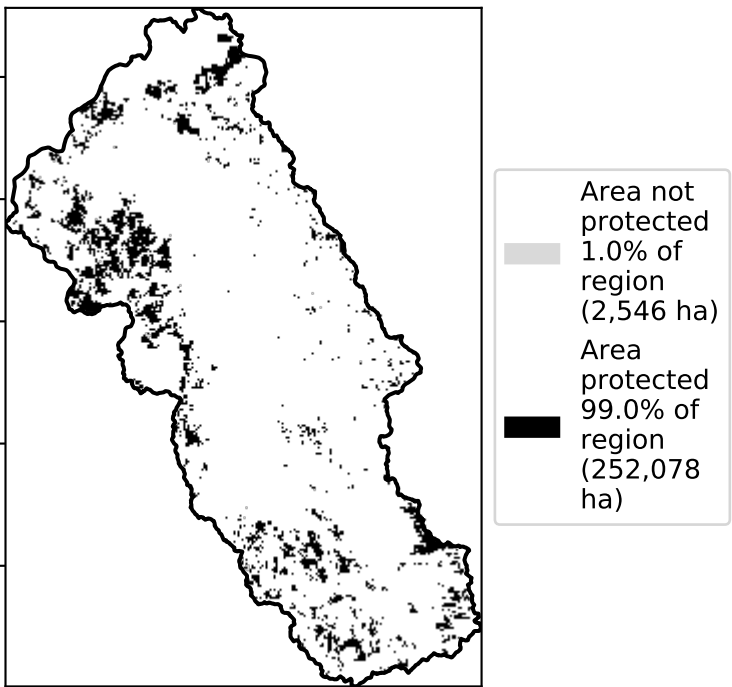 Area not
protected
1.0% of
region
(2,546 ha)
Area
protected
99.0% of
region
(252,078
ha)